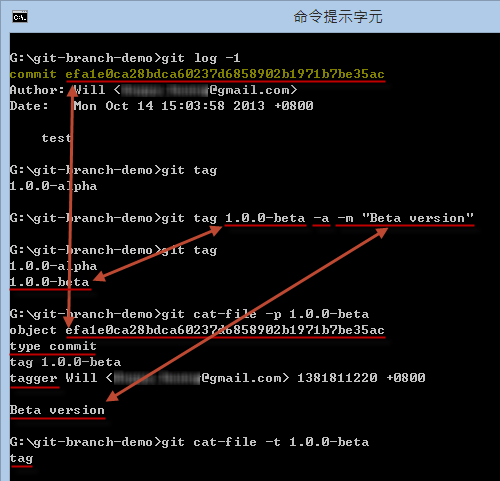 命令提示字元
G:\git-branch-demo>git log -1
commit efa1e0ca28bdca60237d6858902b1971b7be35ac
Author: Will < @gmail.com>
Date:   Mon Oct 14 15:03:58 2013 +0800
test
G:\git-branch-demo>git tag
1.0.0-alpha
G:\git-branch-demo>git tag 1.0.0-beta -a -m "Beta version"
G:\git-branch-demo>git tag
1.0.0-alpha
1.0.0-beta
G:\git-branch-demo>git cat-file -p 1.0.0-beta
object efa1e0ca28bdca60237d6858902b1971b7be35ac
type commit
tag 1.0.0-beta
tagger Will < @gmail.com> 1381811220 +0800
Beta version
G:\git-branch-demo>git cat-file -t 1.0.0-beta
tag